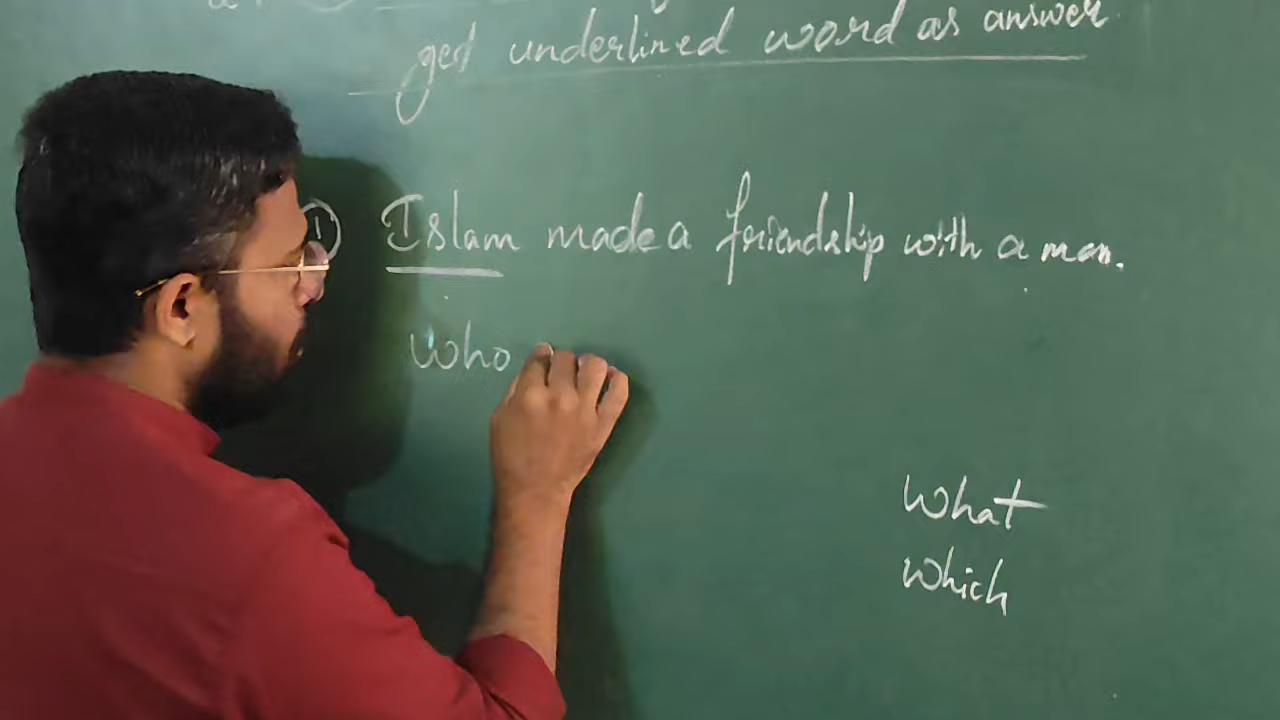 get underlined word as answer
1 Islam made a friendship with a man.
Who
What
Which